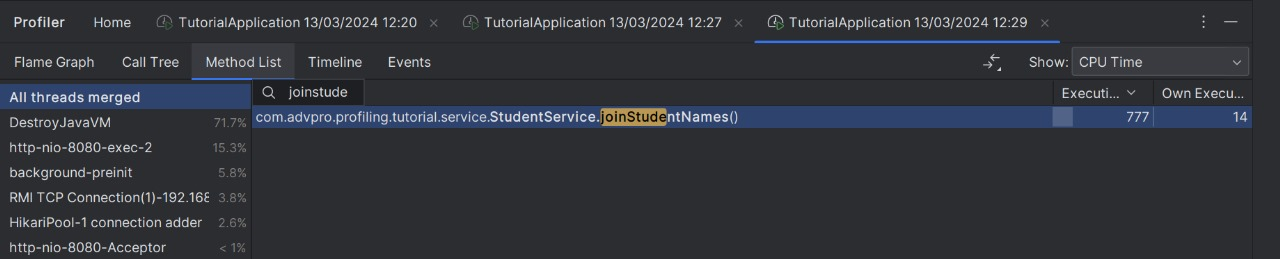 Profiler Home TutorialApplication 13/03/2024 12:20 TutorialApplication 13/03/2024 12:27 TutorialApplication 13/03/2024 12:29
Flame Graph Call Tree Method List Timeline Events Show: CPU Time
All threads merged joinstude Executi... Own Execu...
DestroyJavaVM 71.7% com.advpro.profiling.tutorial.service.StudentService.joinStudentNames() 777 14
http-nio-8080-exec-2 15.3%
background-preinit 5.8%
RMI TCP Connection(1)-192.168 3.8%
HikariPool-1 connection adder 2.6%
http-nio-8080-Acceptor < 1%